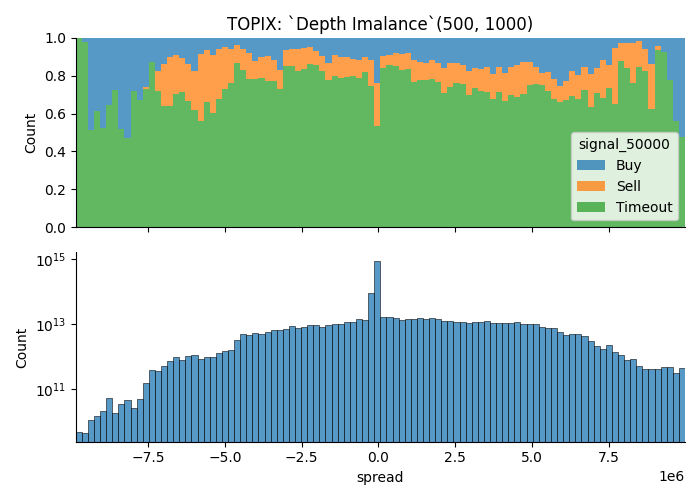 TOPIX: `Depth Imalance`(500, 1000)
1.0
0.8
0.6
0.4
0.2
0.0
Count
signal_50000
Buy
Sell
Timeout
10^15
10^13
10^11
Count
−7.5 −5.0 −2.5 0.0 2.5 5.0 7.5
1e6
spread